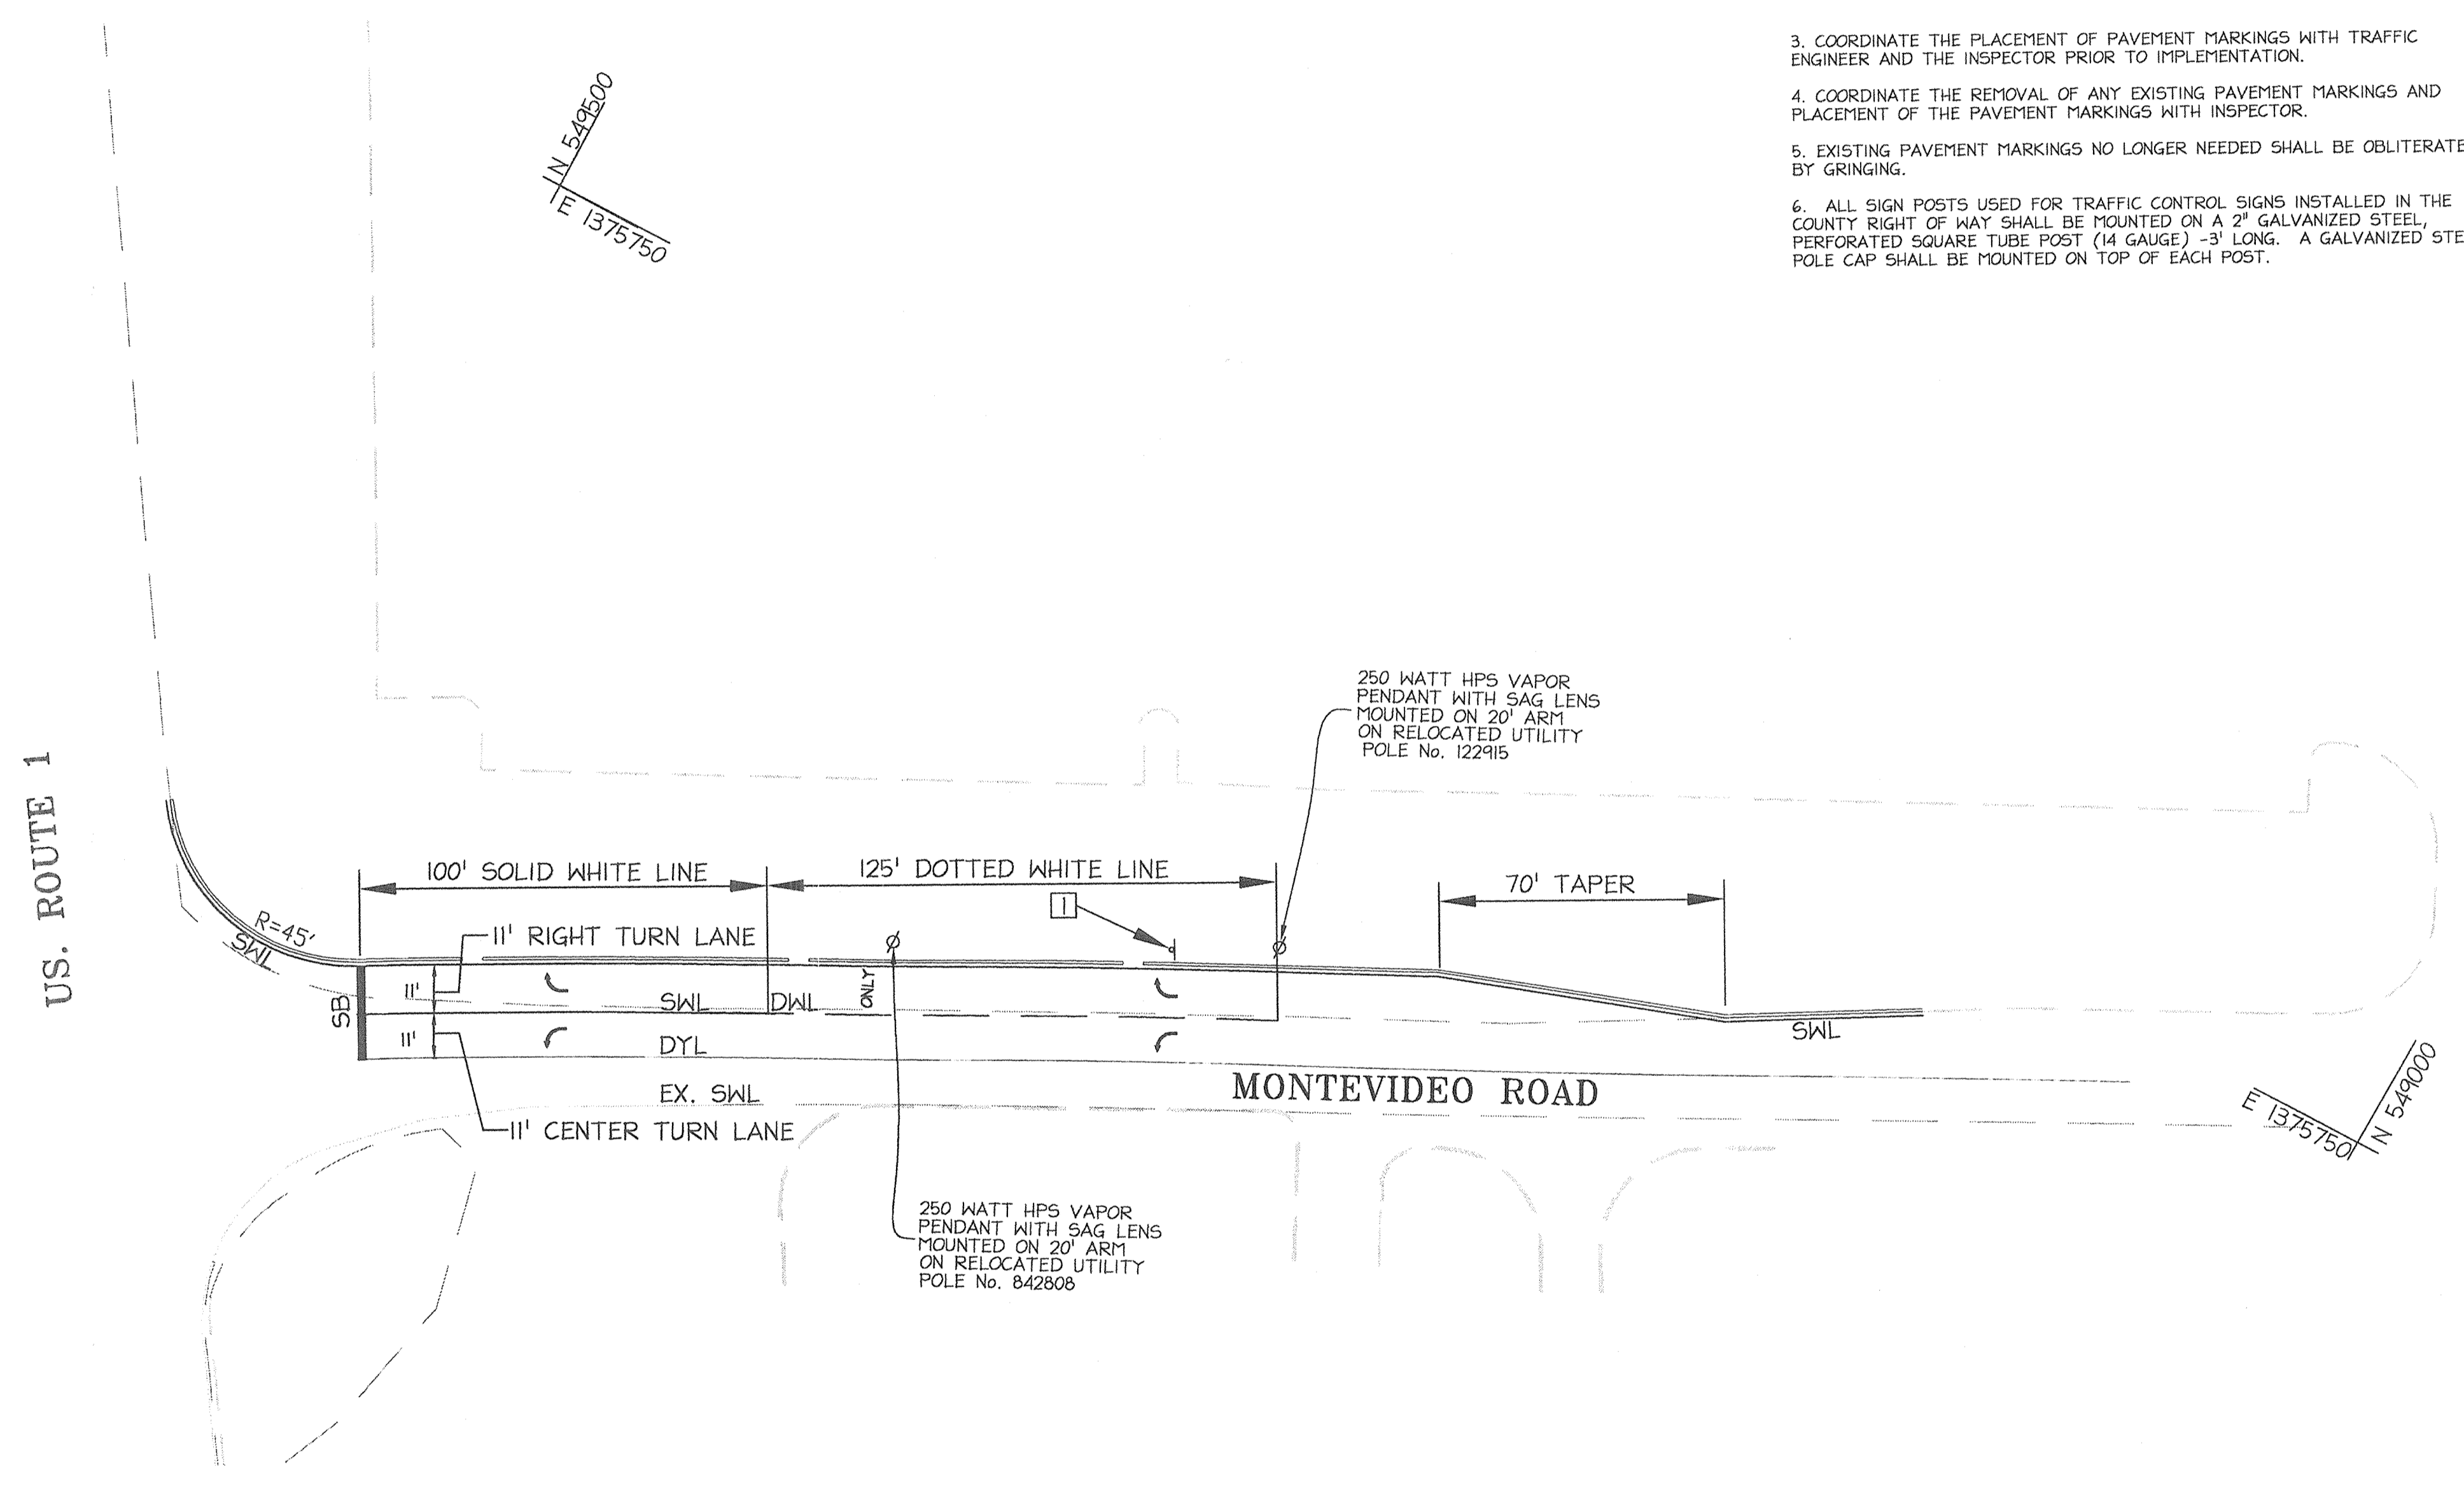 3. COORDINATE THE PLACEMENT OF PAVEMENT MARKINGS WITH TRAFFIC
ENGINEER AND THE INSPECTOR PRIOR TO IMPLEMENTATION.
4. COORDINATE THE REMOVAL OF ANY EXISTING PAVEMENT MARKINGS AND
PLACEMENT OF THE PAVEMENT MARKINGS WITH INSPECTOR.
5. EXISTING PAVEMENT MARKINGS NO LONGER NEEDED SHALL BE OBLITERATE
BY GRINGING.
6. ALL SIGN POSTS USED FOR TRAFFIC CONTROL SIGNS INSTALLED IN THE
COUNTY RIGHT OF WAY SHALL BE MOUNTED ON A 2" GALVANIZED STEEL,
PERFORATED SQUARE TUBE POST (14 GAUGE) -3' LONG. A GALVANIZED STE
POLE CAP SHALL BE MOUNTED ON TOP OF EACH POST.
N 549500
E 1375750
250 WATT HPS VAPOR
PENDANT WITH SAG LENS
MOUNTED ON 20' ARM
ON RELOCATED UTILITY
POLE No. 122915
US. ROUTE 1
100' SOLID WHITE LINE
125' DOTTED WHITE LINE
70' TAPER
1
R=45'
SWL
11' RIGHT TURN LANE
SB
11'
SWL
DWL
ONLY
11'
DYL
SWL
EX. SWL
MONTEVIDEO ROAD
11' CENTER TURN LANE
E 1375750
N 549000
250 WATT HPS VAPOR
PENDANT WITH SAG LENS
MOUNTED ON 20' ARM
ON RELOCATED UTILITY
POLE No. 842808